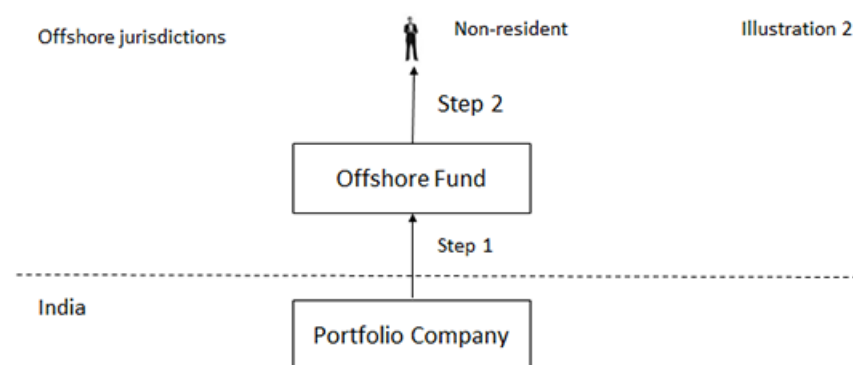 Offshore jurisdictions
Non-resident
Illustration 2
Step 2
Offshore Fund
Step 1
India
Portfolio Company